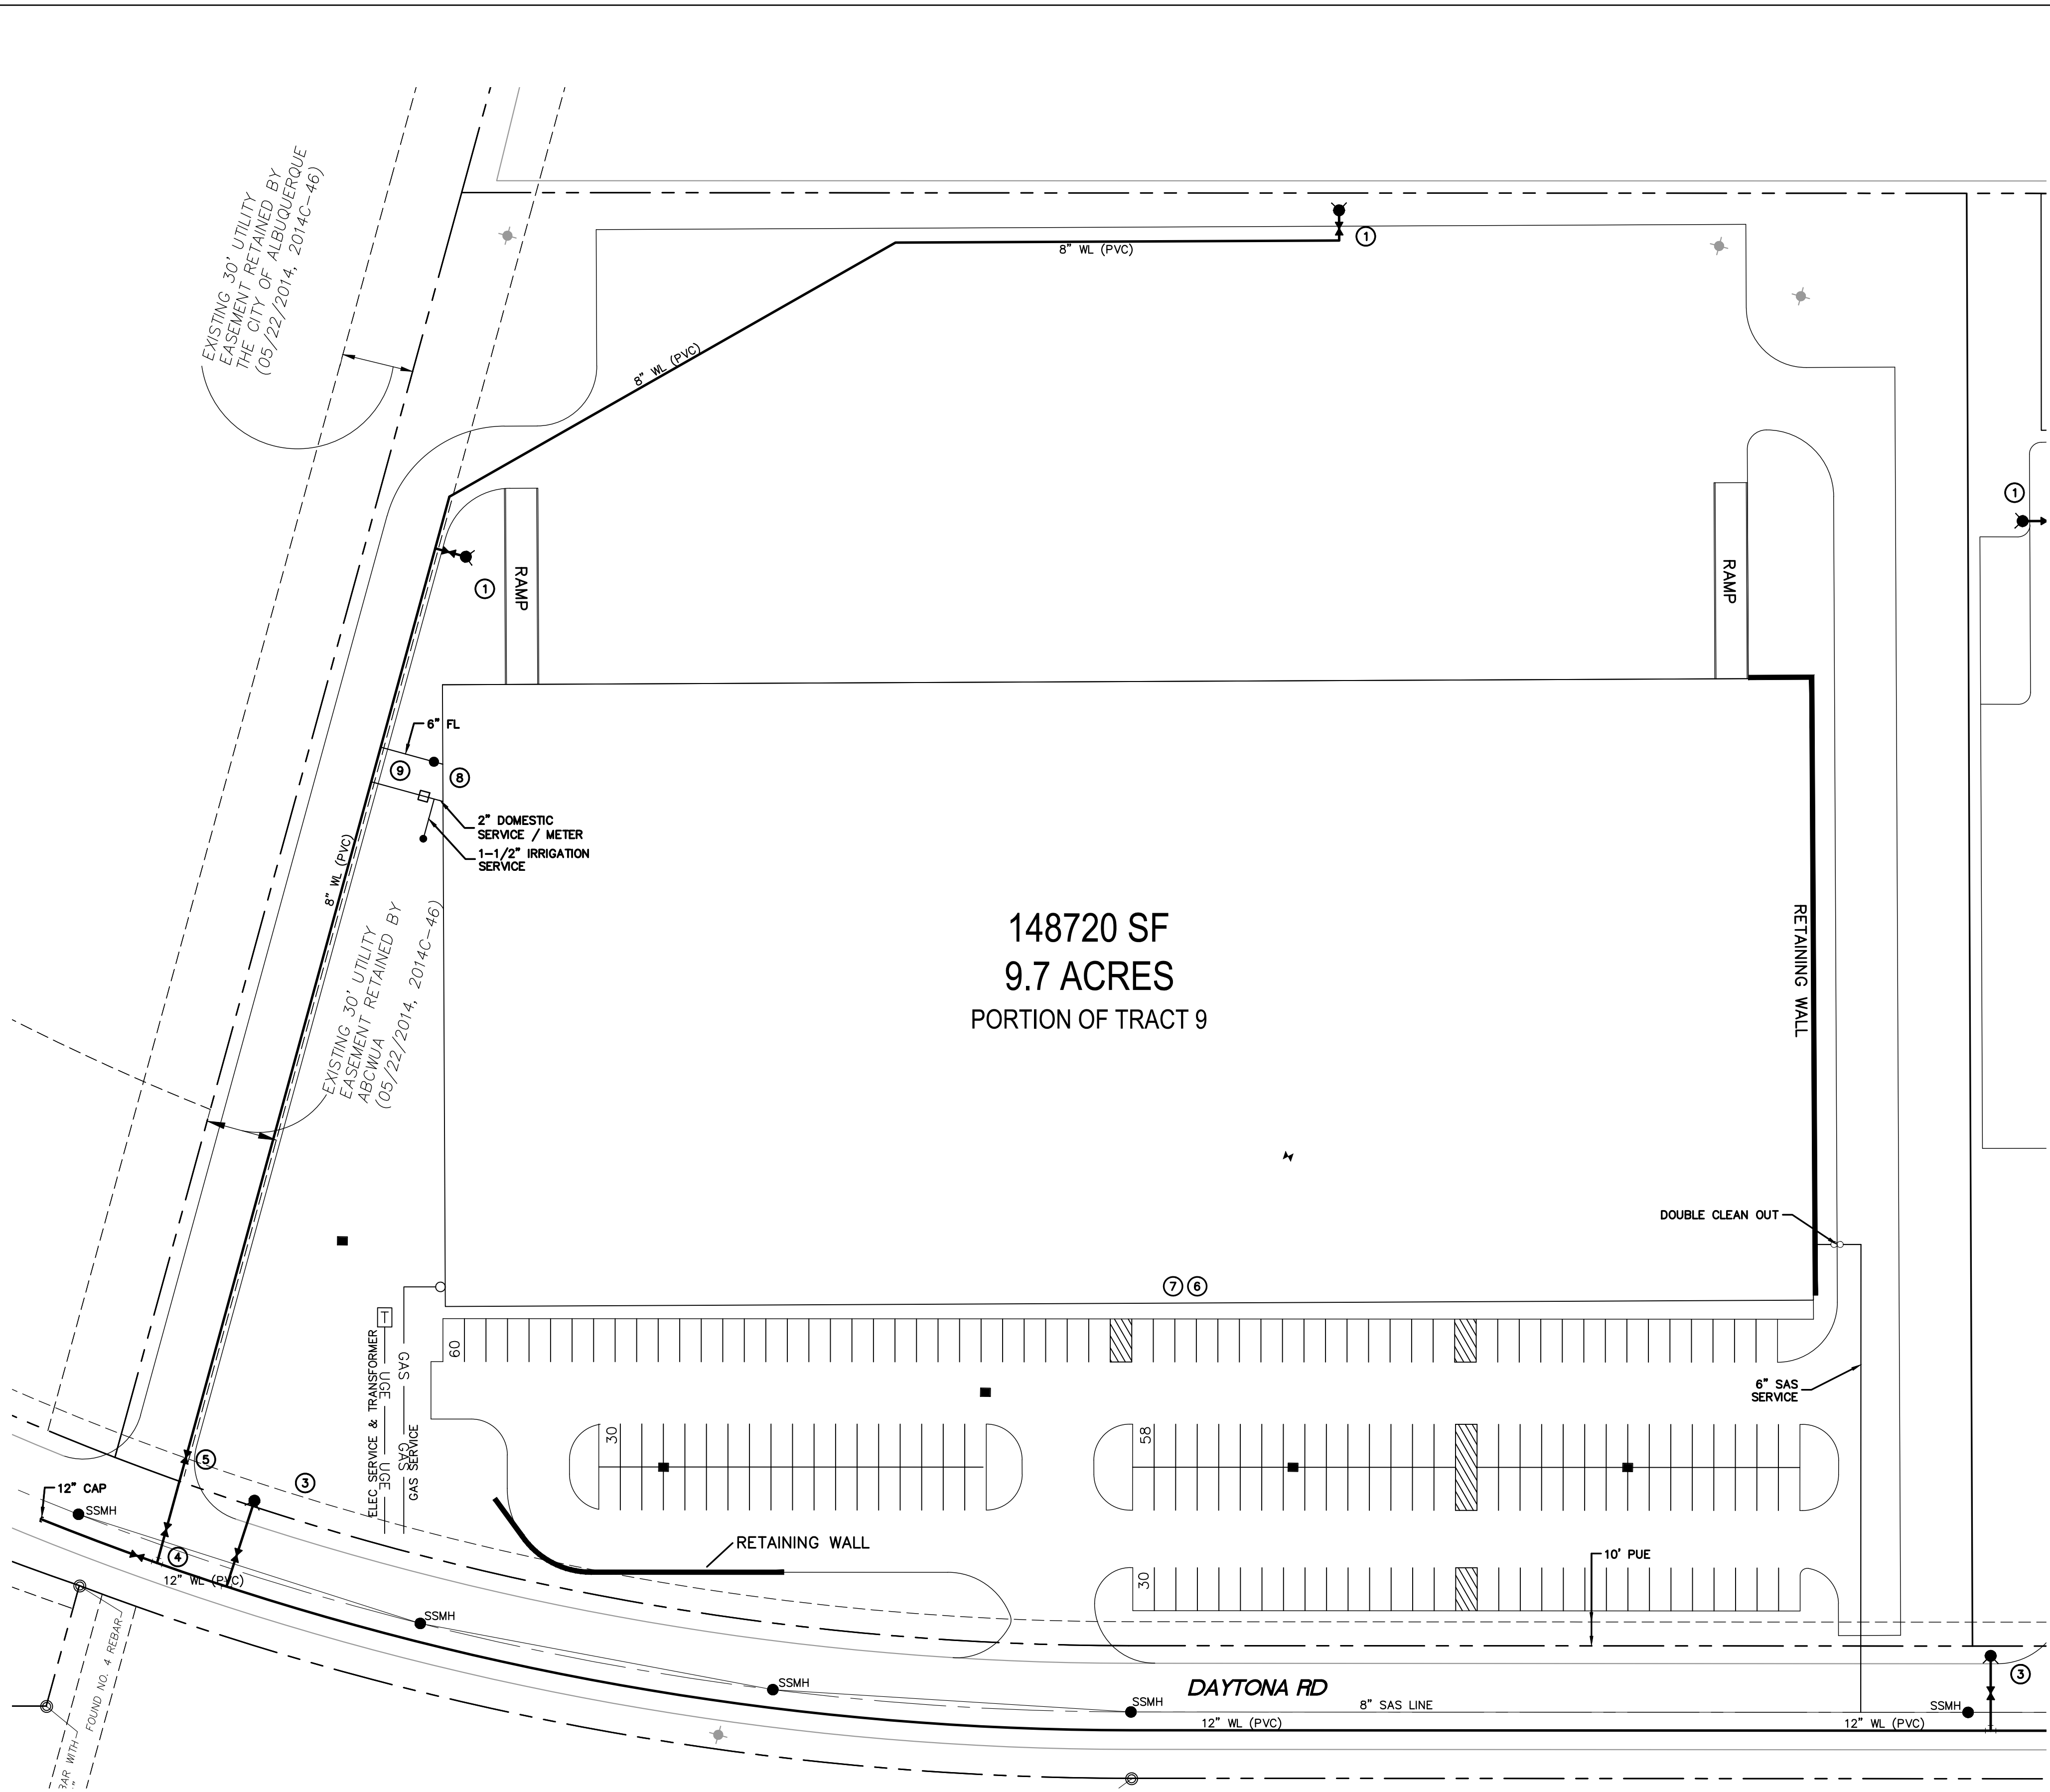 EXISTING 30' UTILITY
EASEMENT RETAINED BY
THE CITY OF ALBUQUERQUE
(05/22/2014, 2014C-46)
1
8" WL (PVC)
8" WL (PVC)
1
1
RAMP
RAMP
6" FL
9
8
2" DOMESTIC
SERVICE / METER
1-1/2" IRRIGATION
SERVICE
8" WL (PVC)
EXISTING 30' UTILITY
EASEMENT RETAINED BY
ABCWUA
(05/22/2014, 2014C-46)
148720 SF
9.7 ACRES
PORTION OF TRACT 9
RETAINING WALL
DOUBLE CLEAN OUT
7
6
T
ELEC SERVICE & TRANSFORMER
UGE
UGE
GAS
GAS
GAS SERVICE
60
6" SAS
SERVICE
30
58
30
5
3
12" CAP
SSMH
4
12" WL (PVC)
RETAINING WALL
10' PUE
SSMH
SSMH
SSMH
SSMH
DAYTONA RD
8" SAS LINE
12" WL (PVC)
12" WL (PVC)
3
FOUND NO. 4 REBAR
BAR WITH